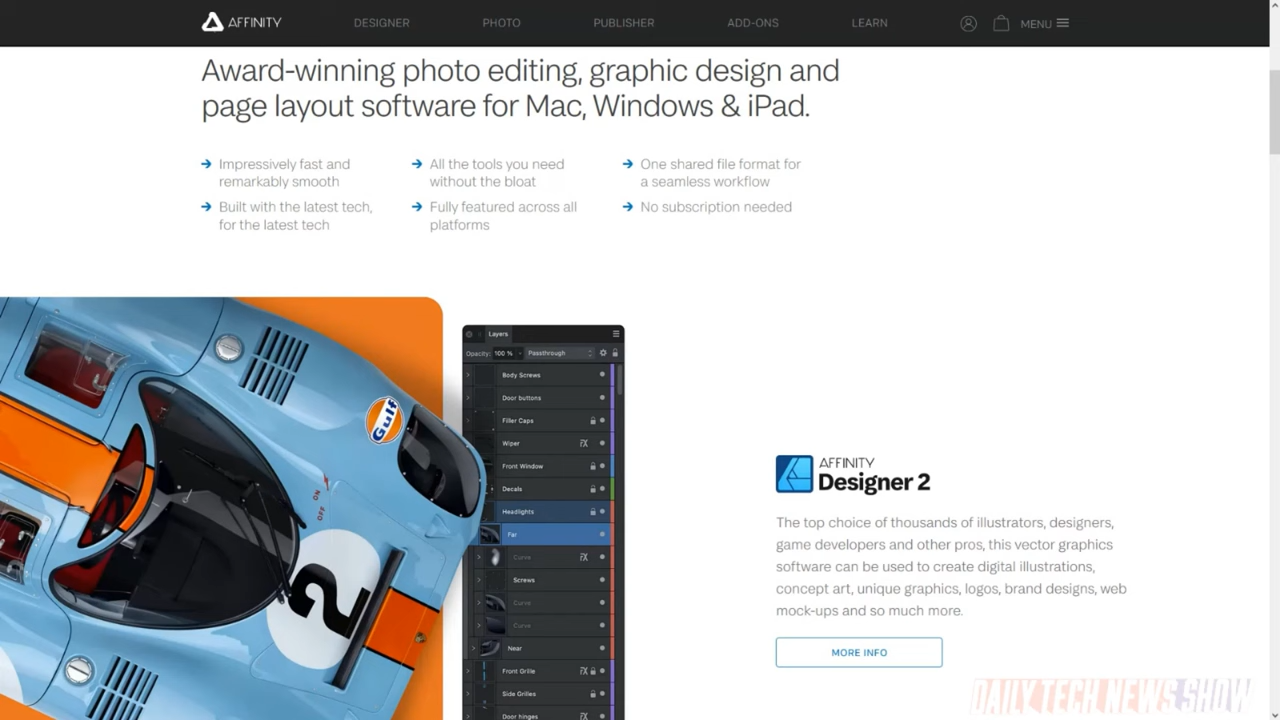 AFFINITY
DESIGNER
PHOTO
PUBLISHER
ADD-ONS
LEARN
MENU
Award-winning photo editing, graphic design and
page layout software for Mac, Windows & iPad.
Impressively fast and
remarkably smooth
All the tools you need
without the bloat
One shared file format for
a seamless workflow
Built with the latest tech,
for the latest tech
Fully featured across all
platforms
No subscription needed
Gulf
ON
OFF
2
Layers
Opacity: 100 % Passthrough
Body Screws
Door buttons
Filler Caps
Wiper
Front Window
Decals
Headlights
Far
Curve
Screws
Curve
Curve
Near
Front Grille
Side Grilles
Door hinges
AFFINITY
Designer 2
The top choice of thousands of illustrators, designers,
game developers and other pros, this vector graphics
software can be used to create digital illustrations,
concept art, unique graphics, logos, brand designs, web
mock-ups and so much more.
MORE INFO
DAILY TECH NEWS SHOW